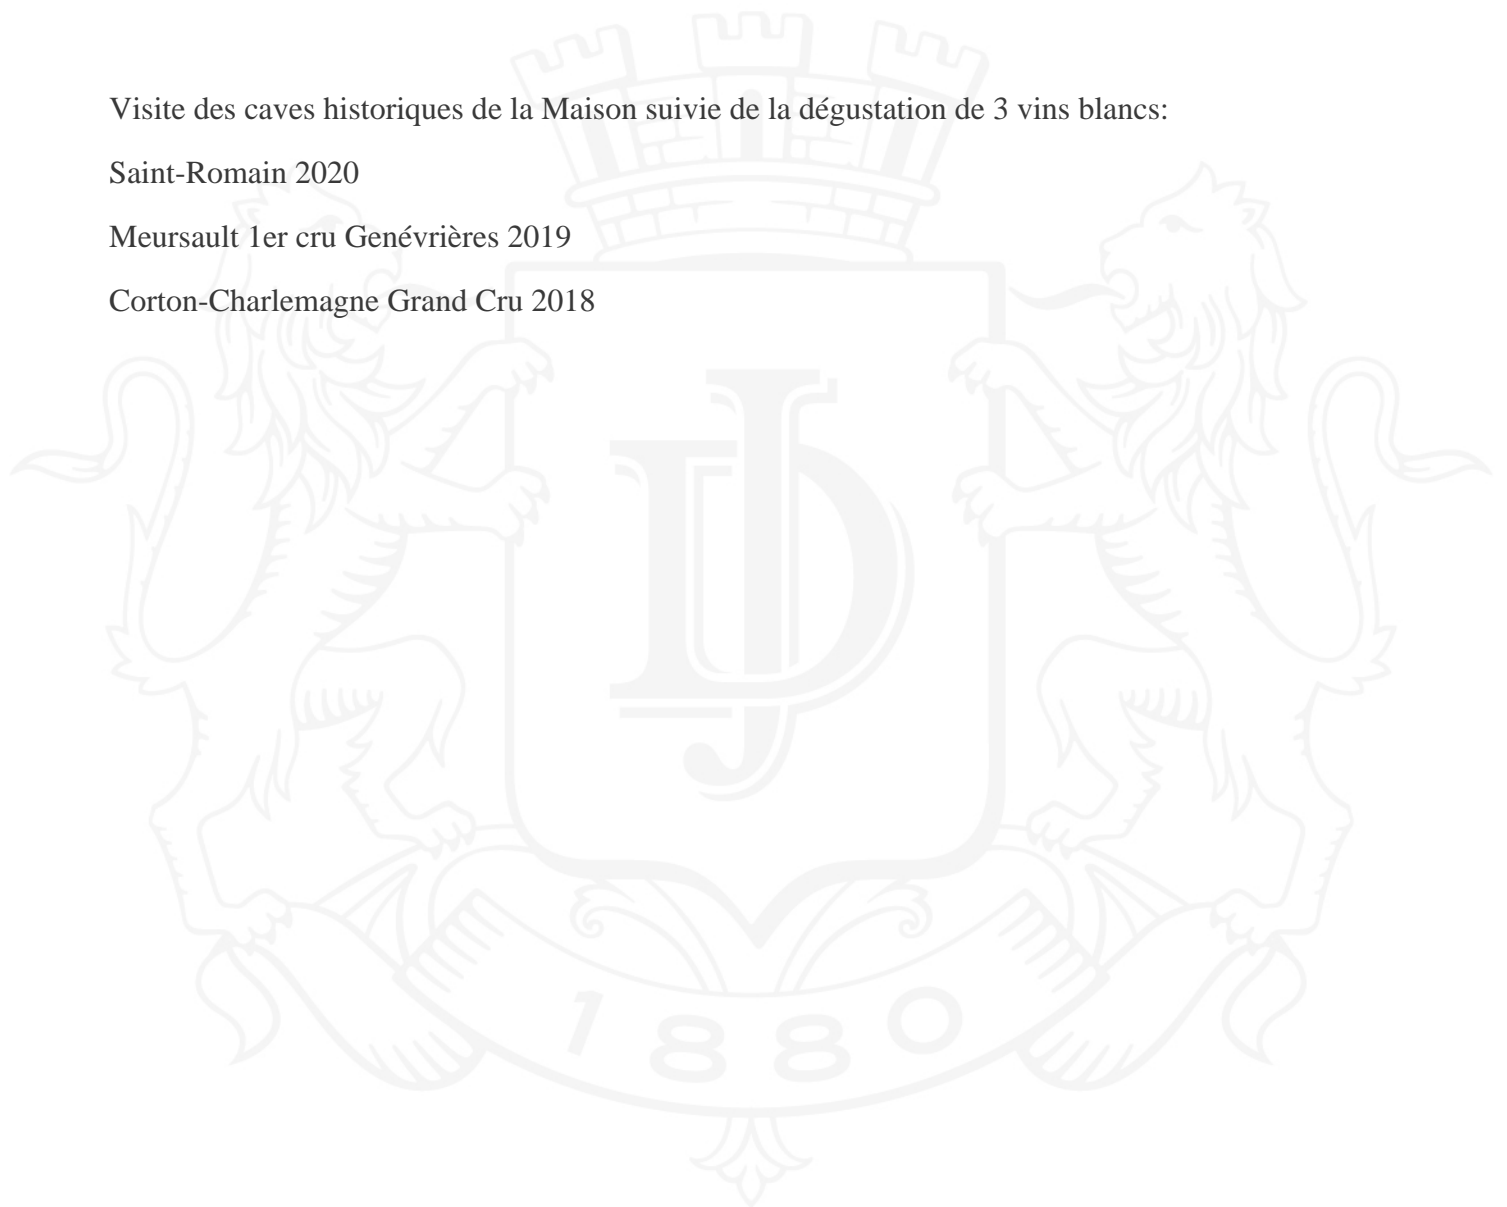 Visite des caves historiques de la Maison suivie de la dégustation de 3 vins blancs:
Saint-Romain 2020
Meursault 1er cru Genévrières 2019
Corton-Charlemagne Grand Cru 2018
JD
1880